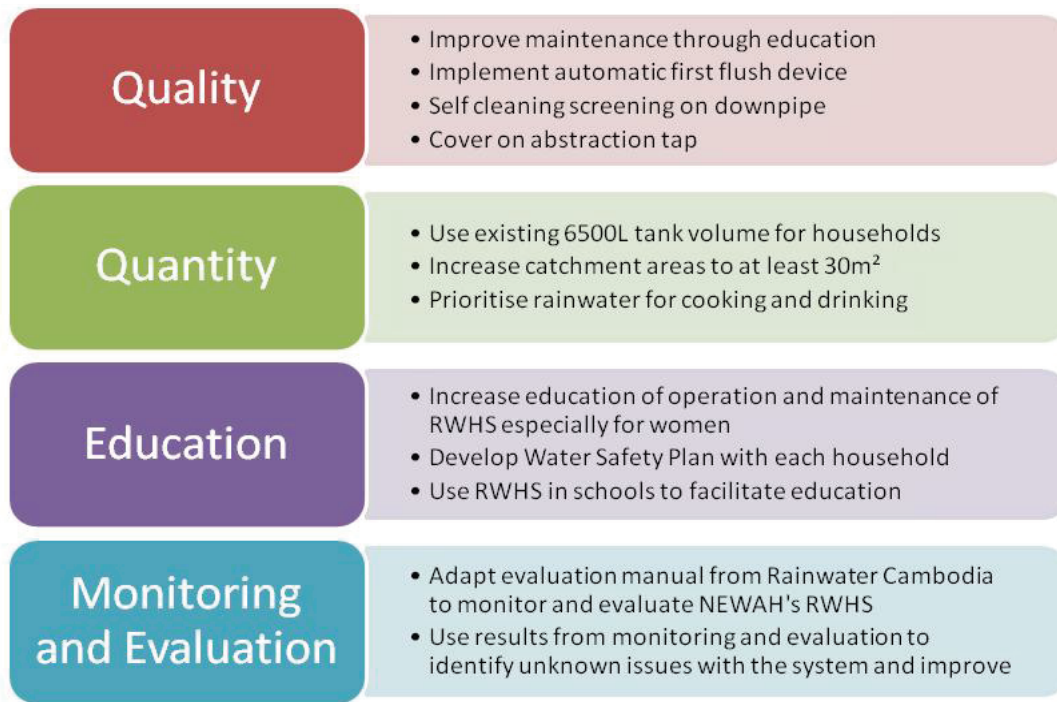 Quality
• Improve maintenance through education
• Implement automatic first flush device
• Self cleaning screening on downpipe
• Cover on abstraction tap
Quantity
• Use existing 6500L tank volume for households
• Increase catchment areas to at least 30m²
• Prioritise rainwater for cooking and drinking
Education
• Increase education of operation and maintenance of
RWHS especially for women
• Develop Water Safety Plan with each household
• Use RWHS in schools to facilitate education
Monitoring
and Evaluation
• Adapt evaluation manual from Rainwater Cambodia
to monitor and evaluate NEWAH's RWHS
• Use results from monitoring and evaluation to
identify unknown issues with the system and improve